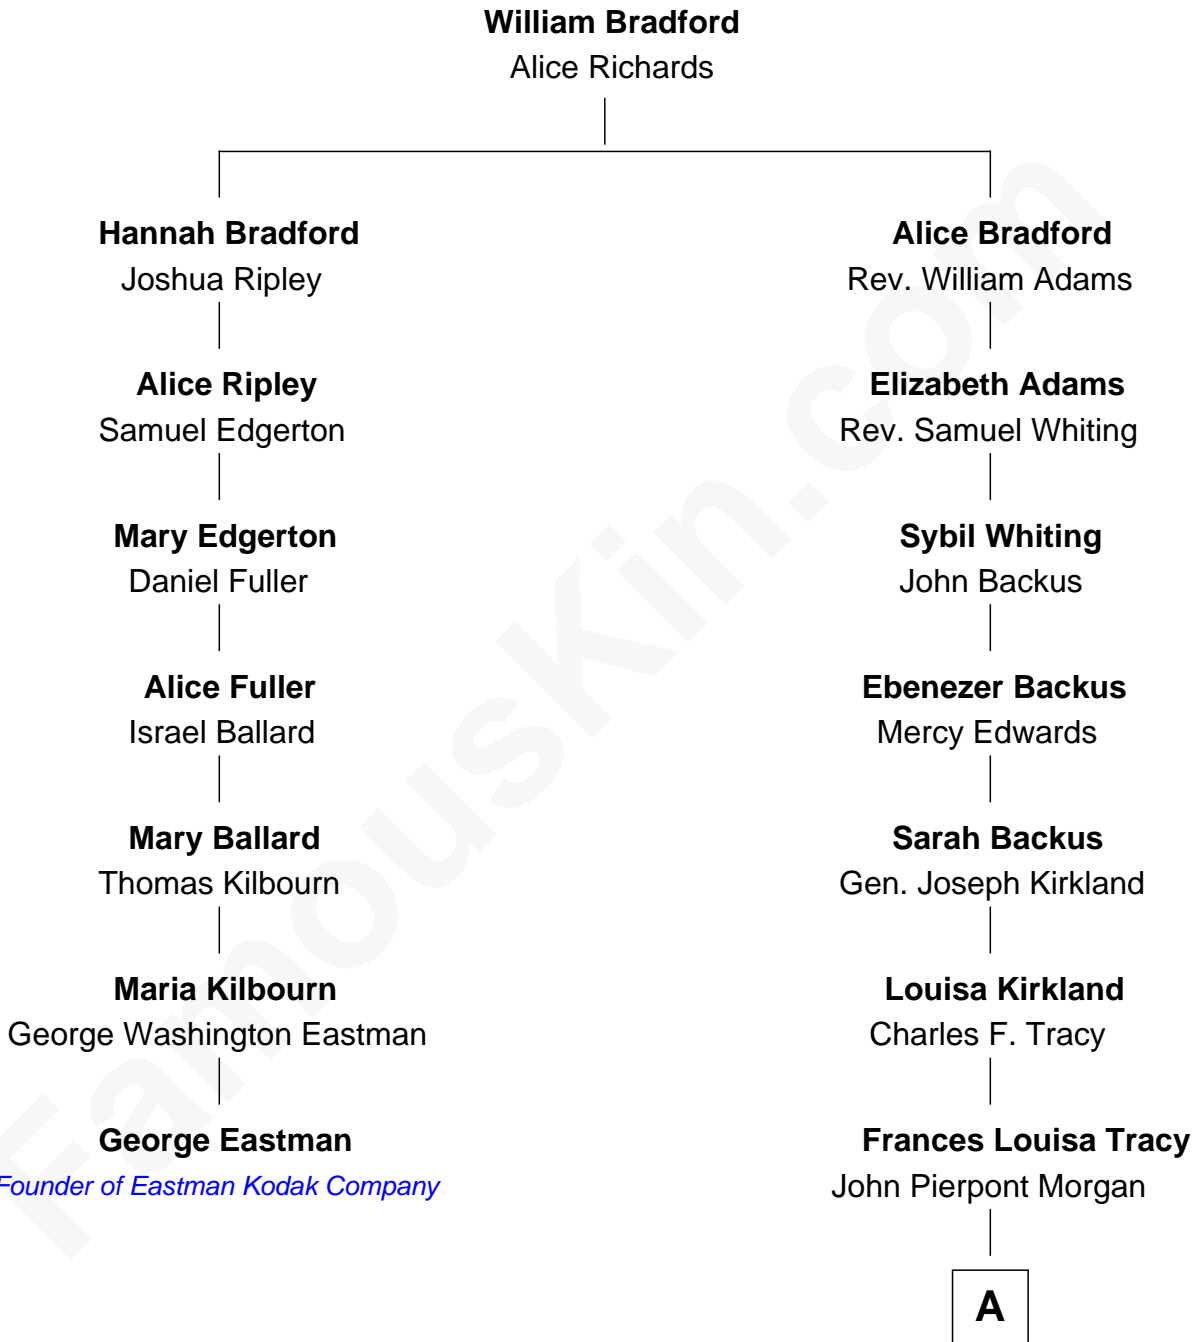 William Bradford
Alice Richards
Hannah Bradford
Joshua Ripley
Alice Bradford
Rev. William Adams
Alice Ripley
Samuel Edgerton
Elizabeth Adams
Rev. Samuel Whiting
Mary Edgerton
Daniel Fuller
Sybil Whiting
John Backus
Alice Fuller
Israel Ballard
Ebenezer Backus
Mercy Edwards
Mary Ballard
Thomas Kilbourn
Sarah Backus
Gen. Joseph Kirkland
Maria Kilbourn
George Washington Eastman
Louisa Kirkland
Charles F. Tracy
George Eastman
Founder of Eastman Kodak Company
Frances Louisa Tracy
John Pierpont Morgan
A
FamousKin.com